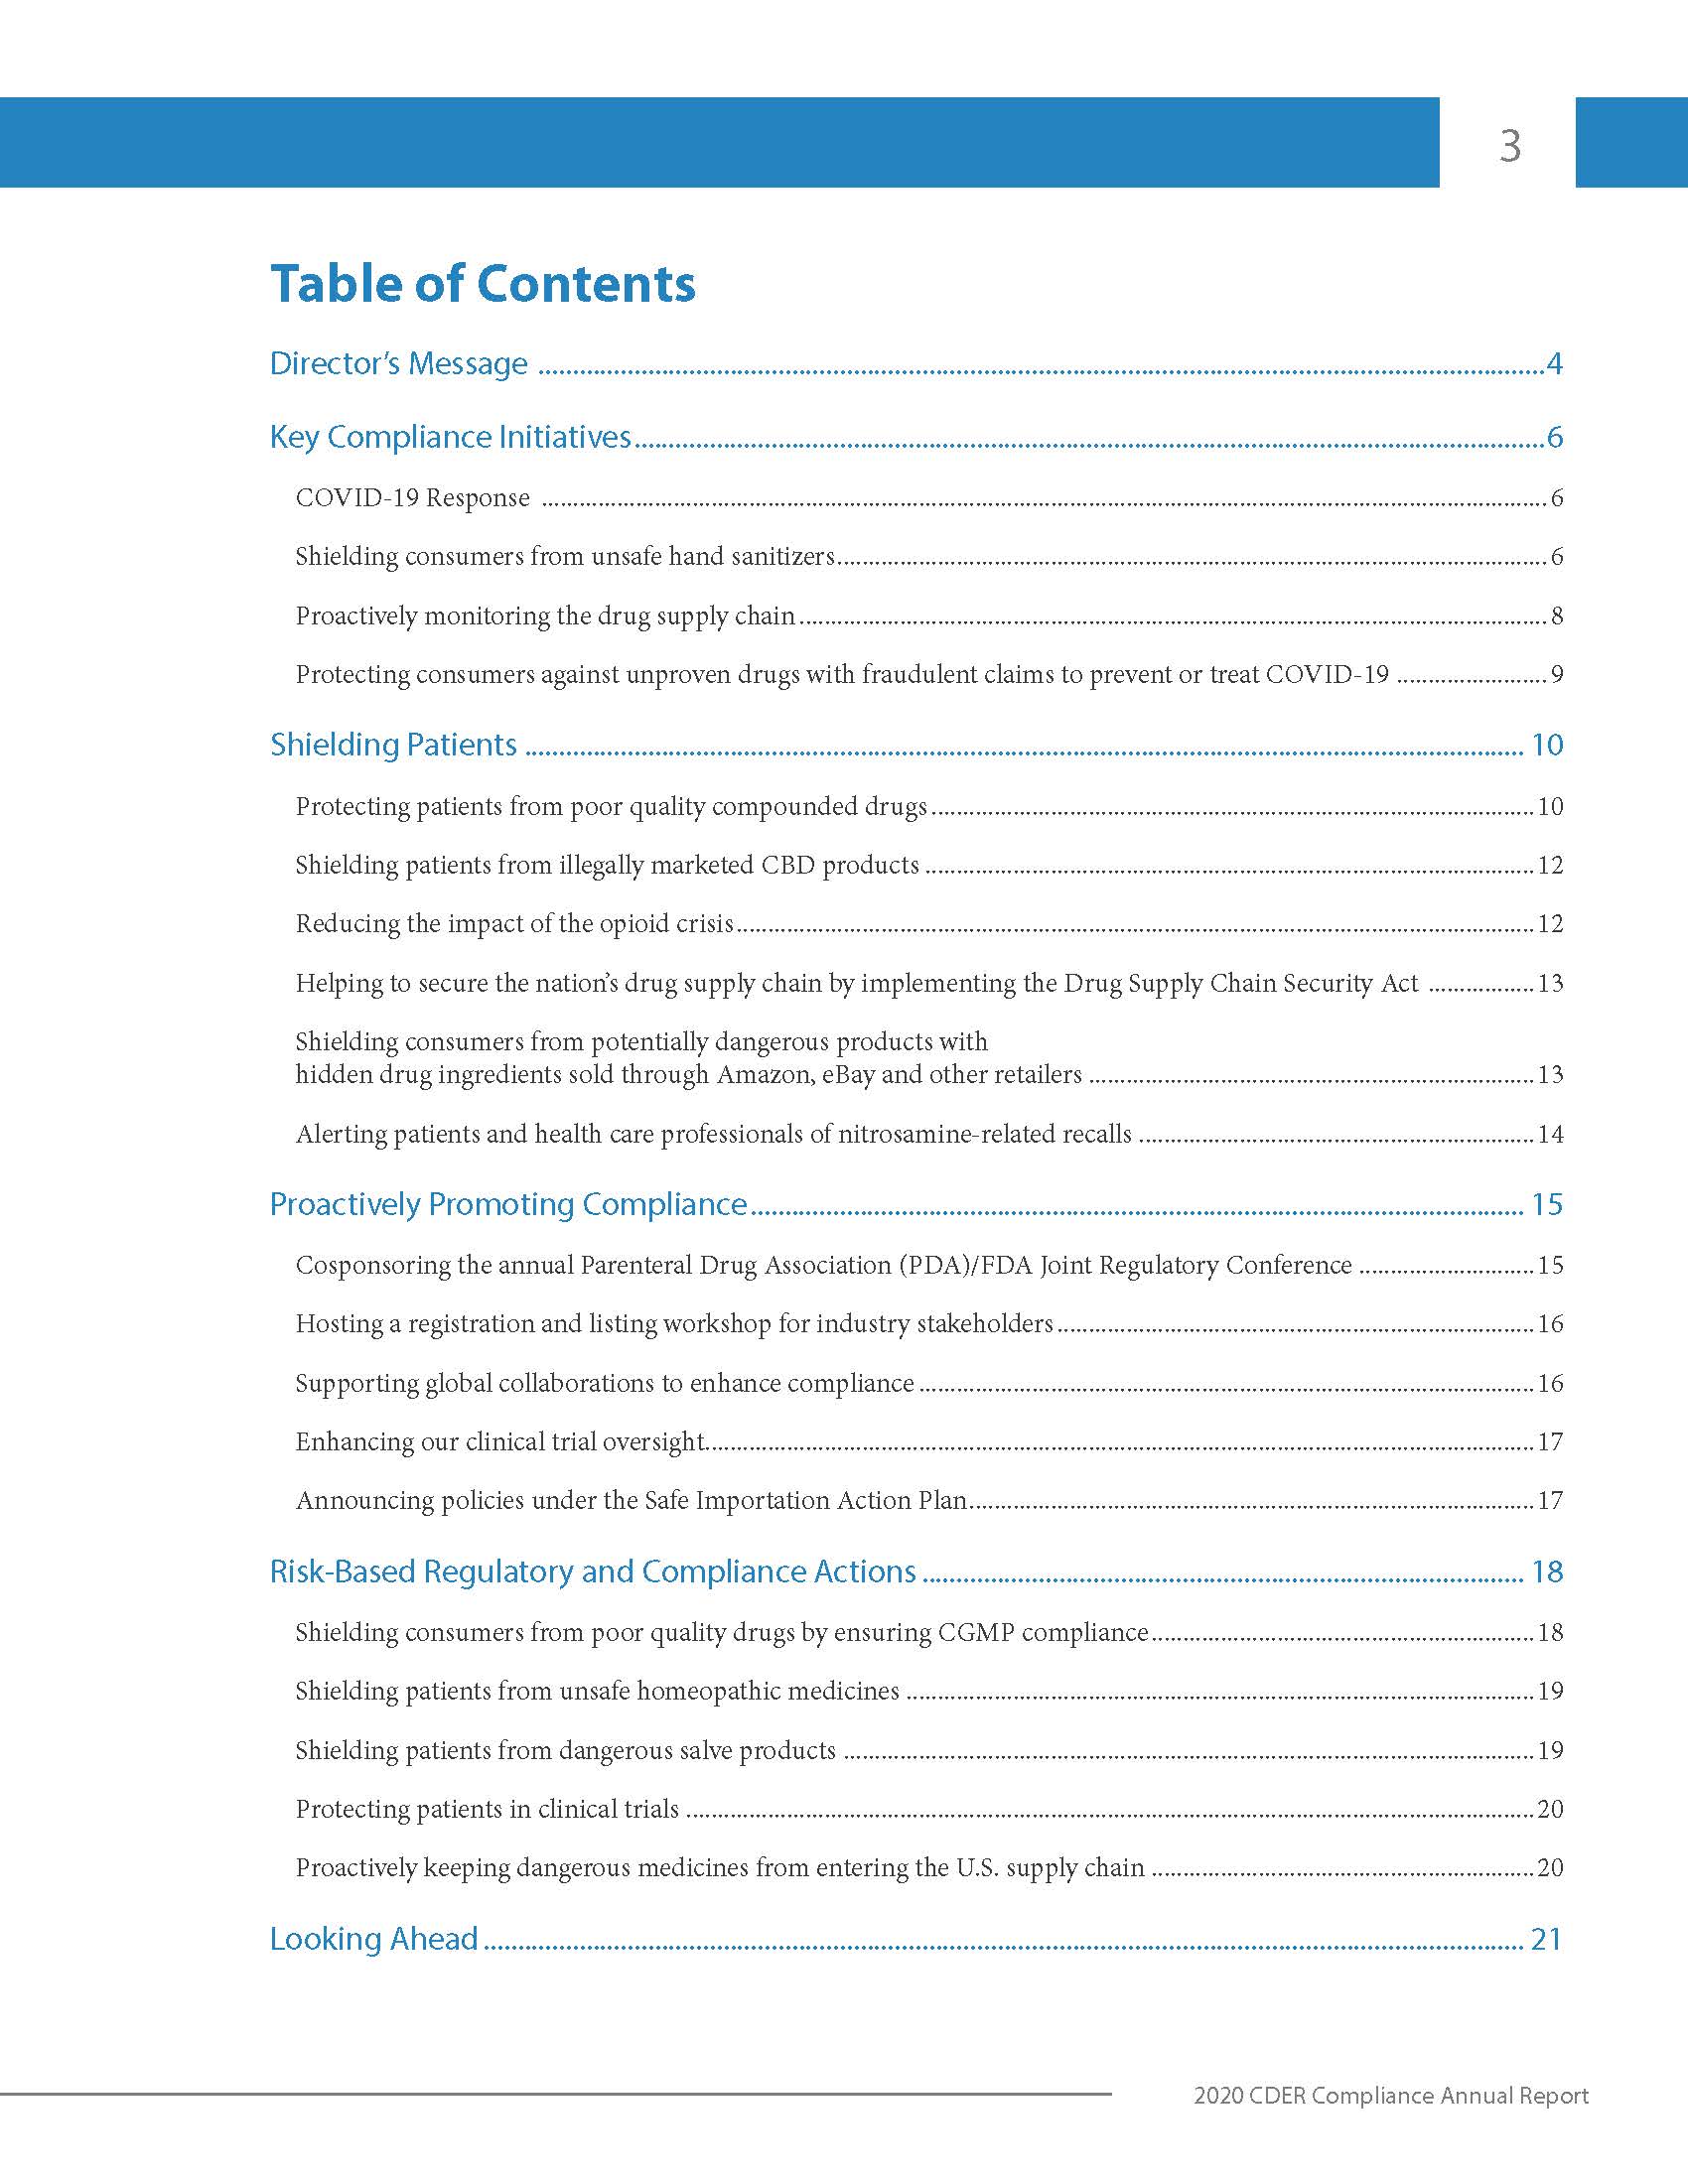 3
Table of Contents
Director’s Message ........................................ 4
Key Compliance Initiatives ........................................ 6
COVID-19 Response ........................................ 6
Shielding consumers from unsafe hand sanitizers ........................................ 6
Proactively monitoring the drug supply chain ........................................ 8
Protecting consumers against unproven drugs with fraudulent claims to prevent or treat COVID-19 ........................ 9
Shielding Patients ........................................ 10
Protecting patients from poor quality compounded drugs ........................................ 10
Shielding patients from illegally marketed CBD products ........................................ 12
Reducing the impact of the opioid crisis ........................................ 12
Helping to secure the nation’s drug supply chain by implementing the Drug Supply Chain Security Act ................. 13
Shielding consumers from potentially dangerous products with
hidden drug ingredients sold through Amazon, eBay and other retailers ........................................ 13
Alerting patients and health care professionals of nitrosamine-related recalls ........................................ 14
Proactively Promoting Compliance ........................................ 15
Cosponsoring the annual Parenteral Drug Association (PDA)/FDA Joint Regulatory Conference ............................ 15
Hosting a registration and listing workshop for industry stakeholders ........................................ 16
Supporting global collaborations to enhance compliance ........................................ 16
Enhancing our clinical trial oversight ........................................ 17
Announcing policies under the Safe Importation Action Plan ........................................ 17
Risk-Based Regulatory and Compliance Actions ........................................ 18
Shielding consumers from poor quality drugs by ensuring CGMP compliance ........................................ 18
Shielding patients from unsafe homeopathic medicines ........................................ 19
Shielding patients from dangerous salve products ........................................ 19
Protecting patients in clinical trials ........................................ 20
Proactively keeping dangerous medicines from entering the U.S. supply chain ........................................ 20
Looking Ahead ........................................ 21
2020 CDER Compliance Annual Report